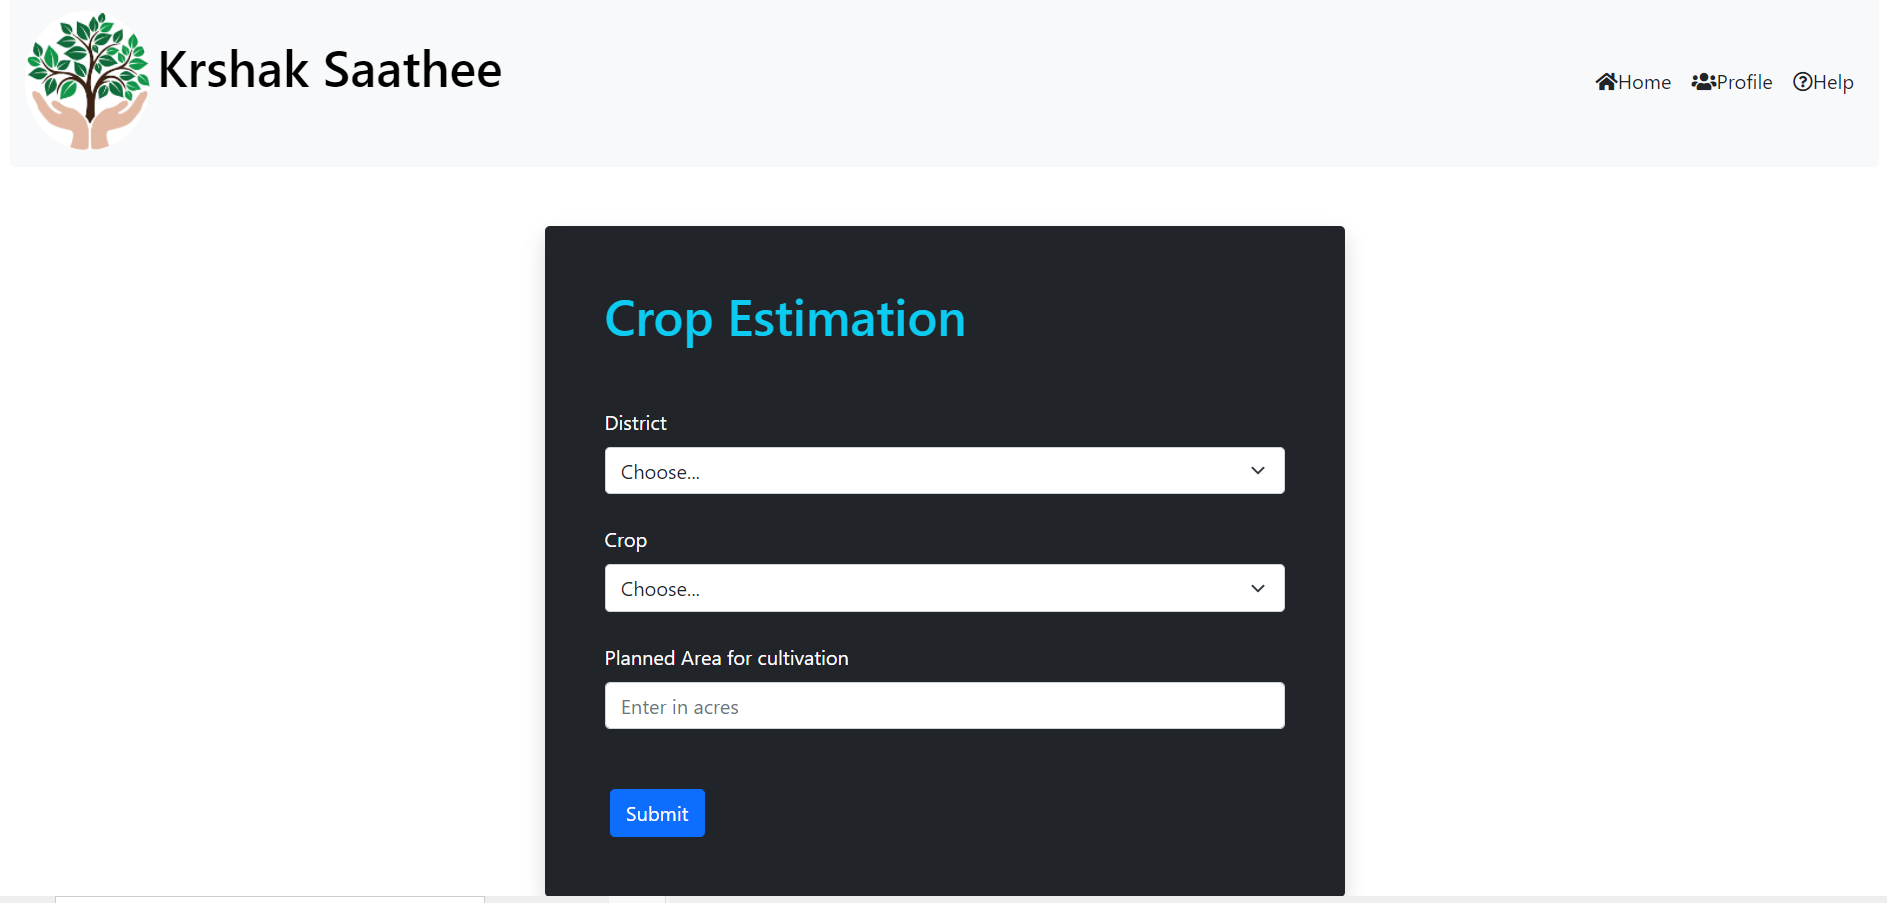 Krshak Saathee
Home Profile Help
Crop Estimation
District
Choose...
Crop
Choose...
Planned Area for cultivation
Enter in acres
Submit